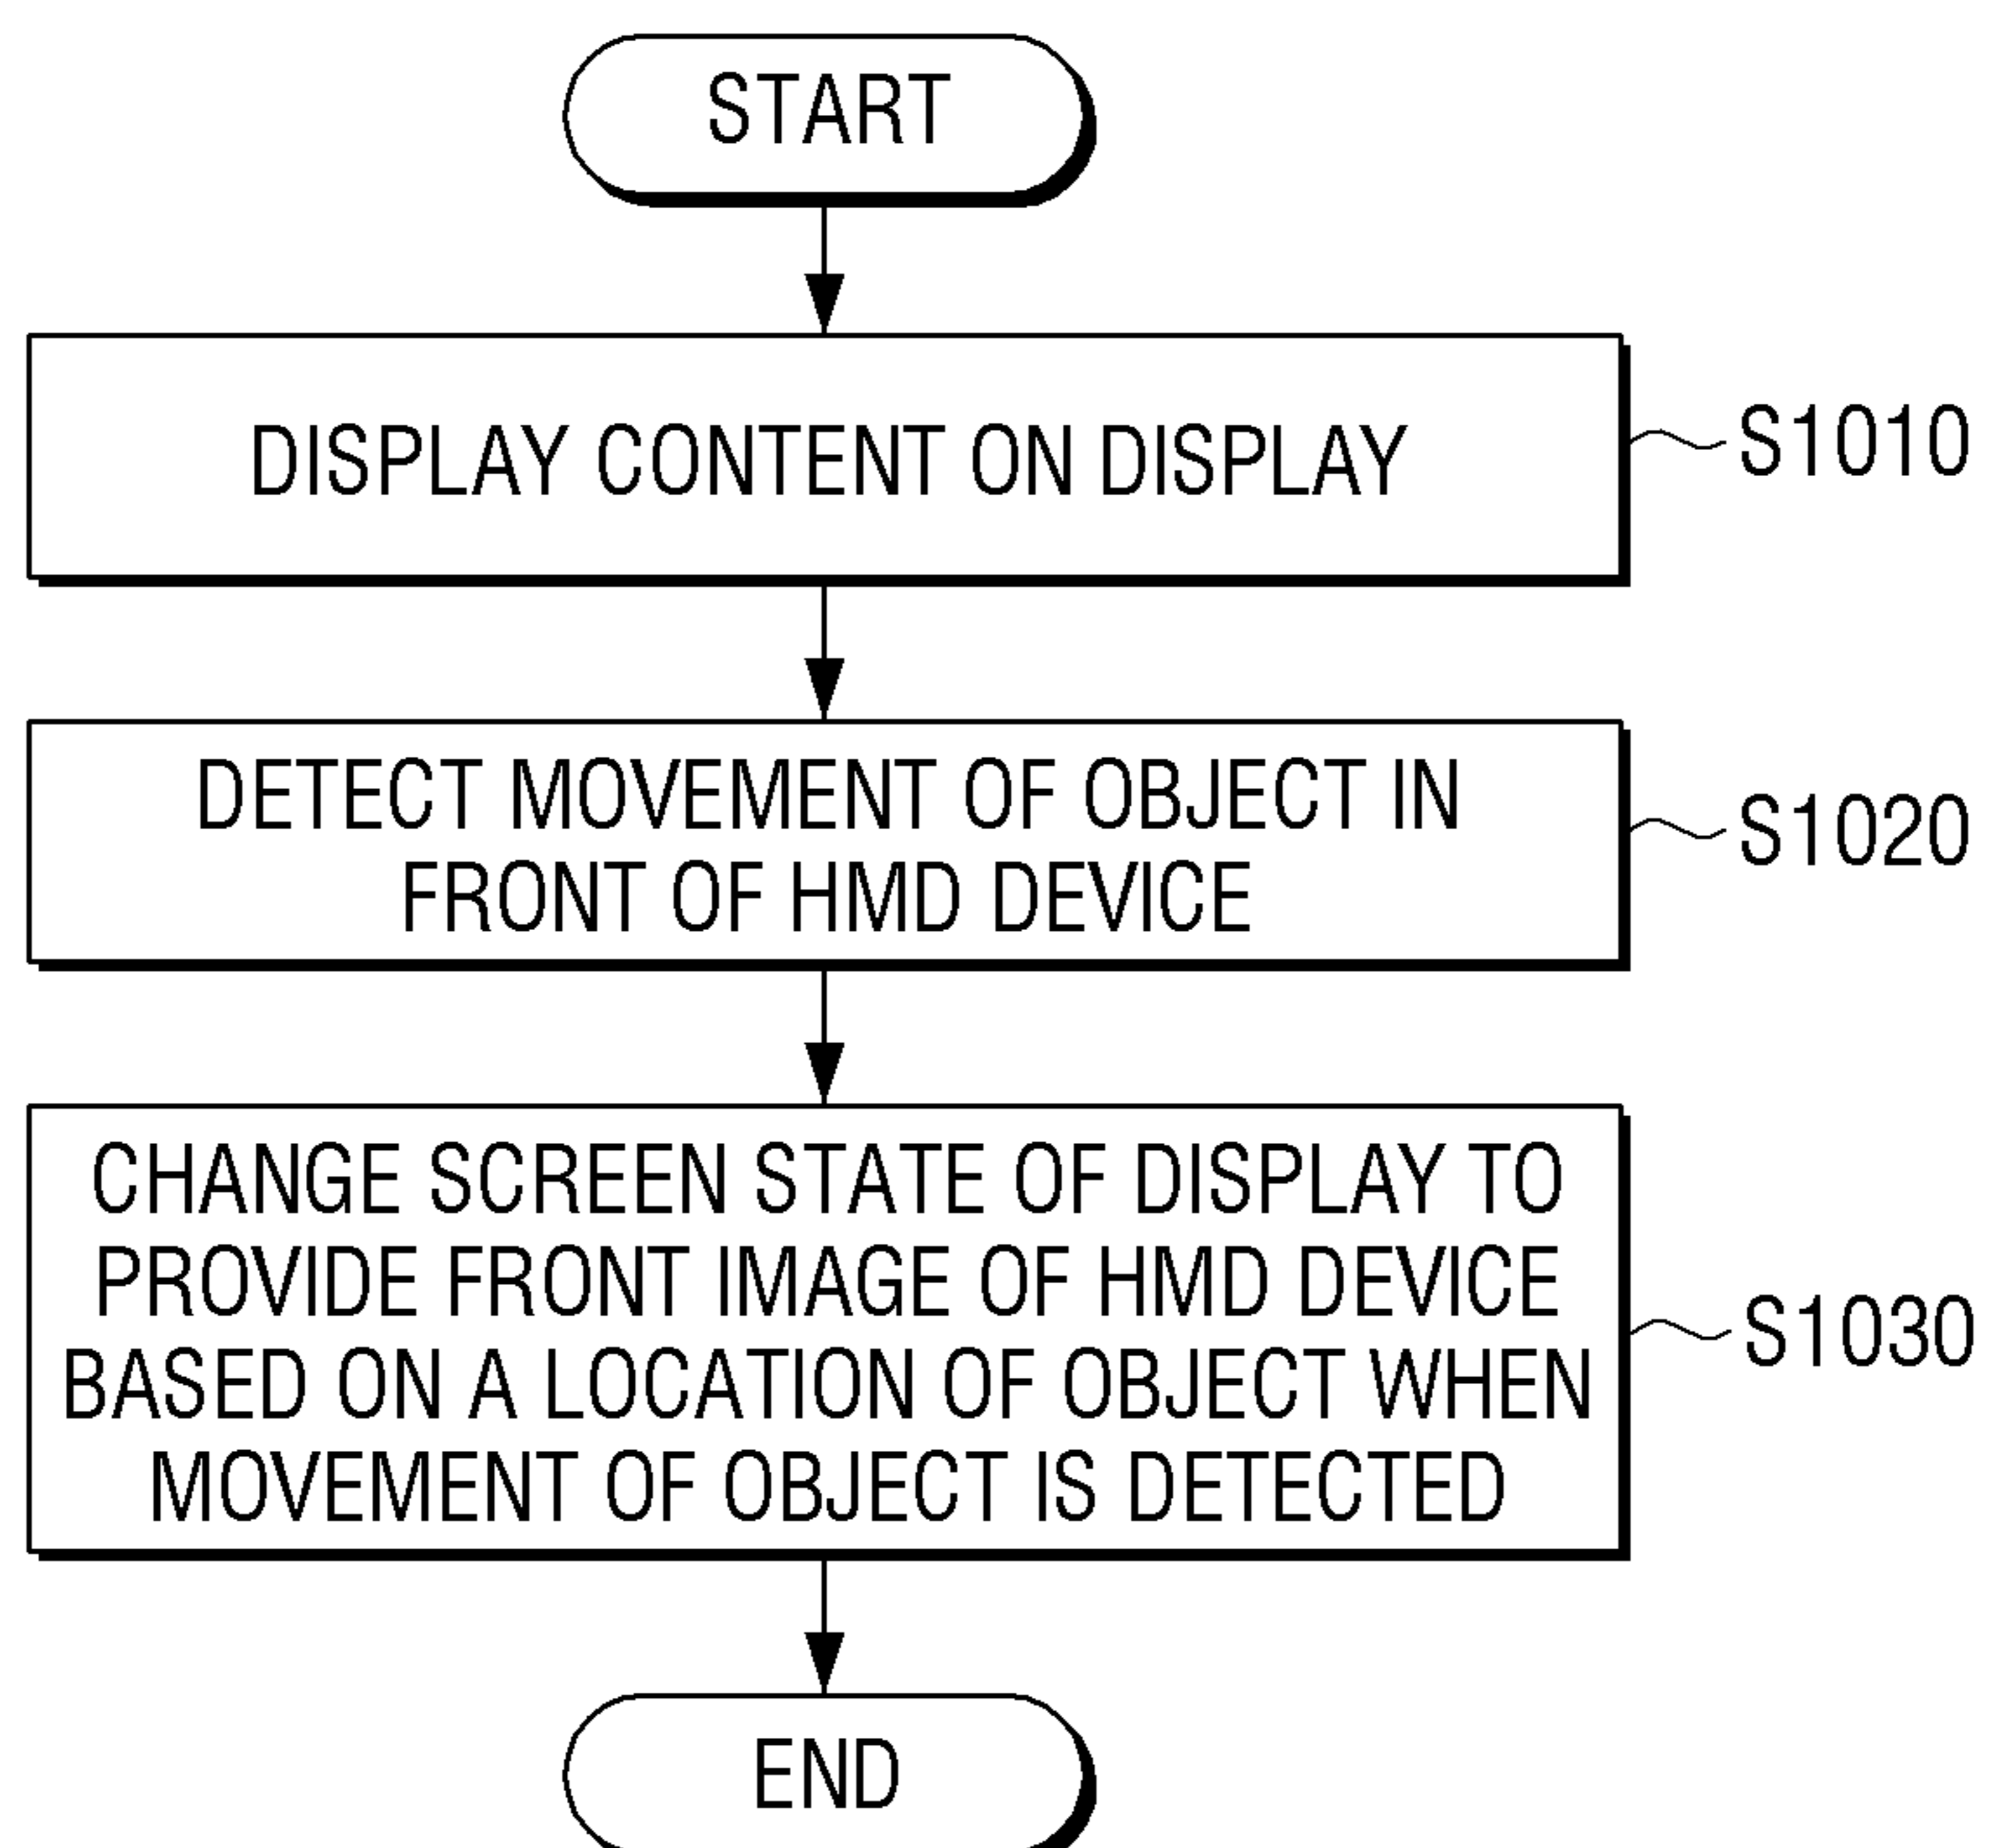 START
DISPLAY CONTENT ON DISPLAY
S1010
DETECT MOVEMENT OF OBJECT IN
FRONT OF HMD DEVICE
S1020
CHANGE SCREEN STATE OF DISPLAY TO
PROVIDE FRONT IMAGE OF HMD DEVICE
BASED ON A LOCATION OF OBJECT WHEN
MOVEMENT OF OBJECT IS DETECTED
S1030
END